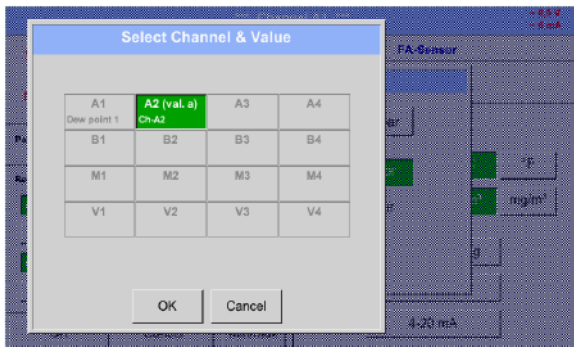 Select Channel & Value
FA-Sensor
A1 A2 (val. a) A3 A4
Dew point 1 Ch-A2
B1 B2 B3 B4
M1 M2 M3 M4
V1 V2 V3 V4
°F
mg/m³
OK Cancel
4-20 mA